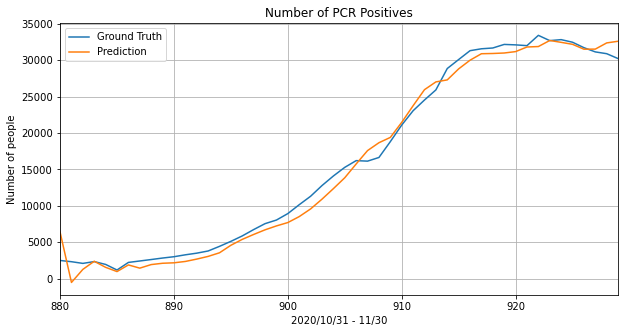 Number of PCR Positives
Ground Truth
Prediction
Number of people
35000
30000
25000
20000
15000
10000
5000
0
880 890 900 910 920
2020/10/31 - 11/30